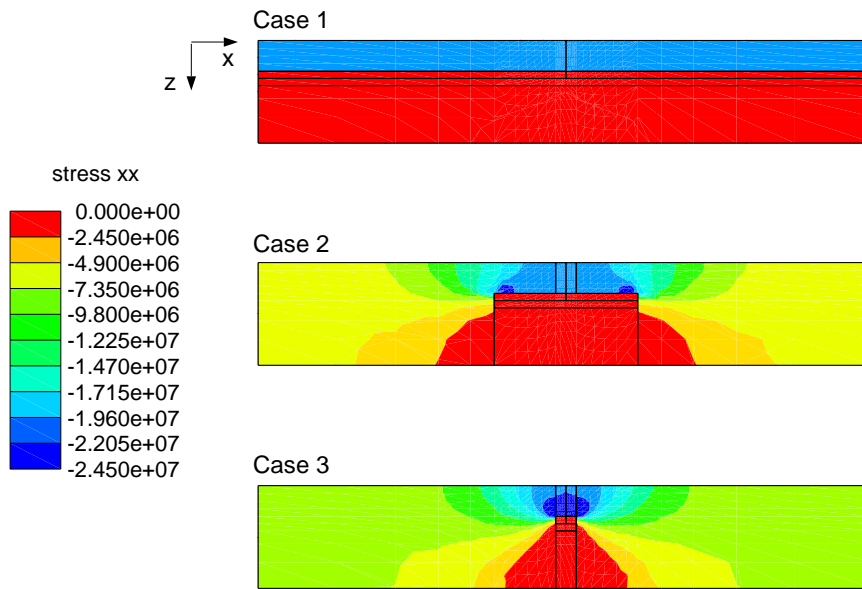 Case 1
x
z
stress xx
0.000e+00
-2.450e+06
-4.900e+06
-7.350e+06
-9.800e+06
-1.225e+07
-1.470e+07
-1.715e+07
-1.960e+07
-2.205e+07
-2.450e+07
Case 2
Case 3